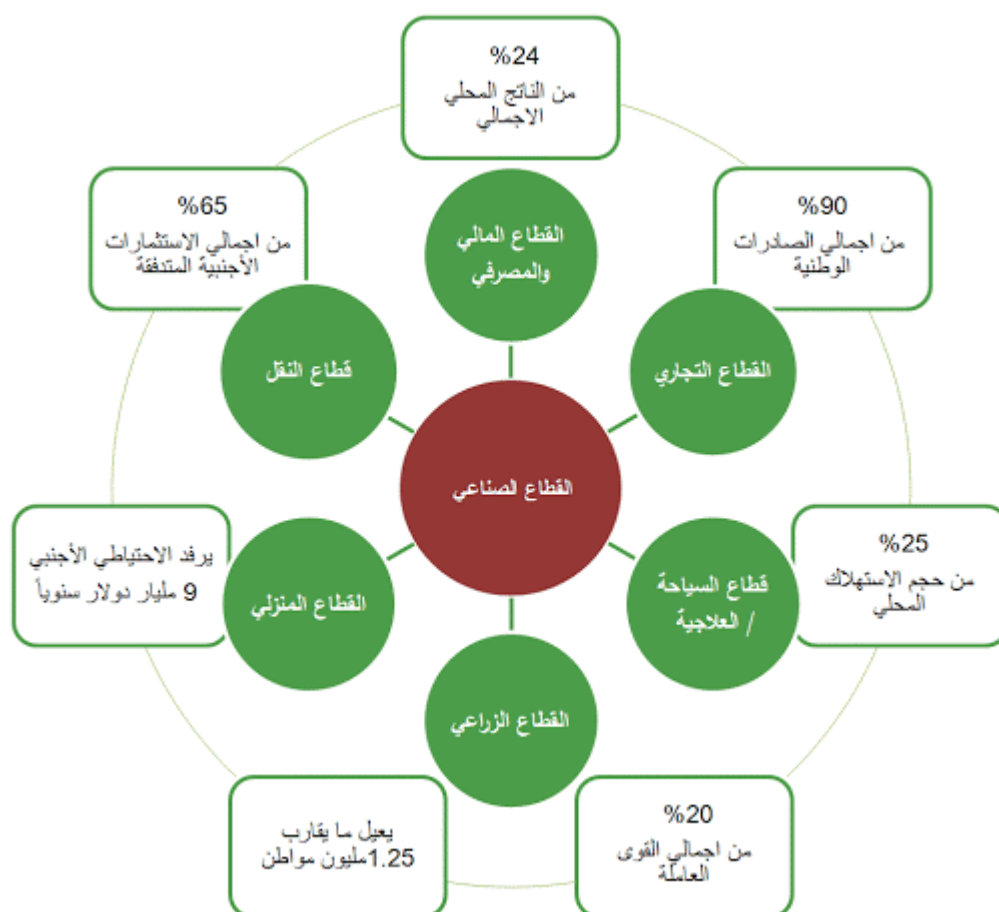 %24
من الناتج المحلي
الاجمالي
%90
من اجمالي الصادرات
الوطنية
%65
من اجمالي الاستثمارات
الأجنبية المتدفقة
القطاع المالي
والمصرفي
القطاع التجاري
قطاع النقل
القطاع الصناعي
%25
من حجم الاستهلاك
المحلي
يرفد الاحتياطي الأجنبي
9 مليار دولار سنوياً
قطاع السياحة
/ العلاجية
القطاع المنزلي
القطاع الزراعي
%20
من اجمالي القوى
العاملة
يعيل ما يقارب
1.25مليون مواطن